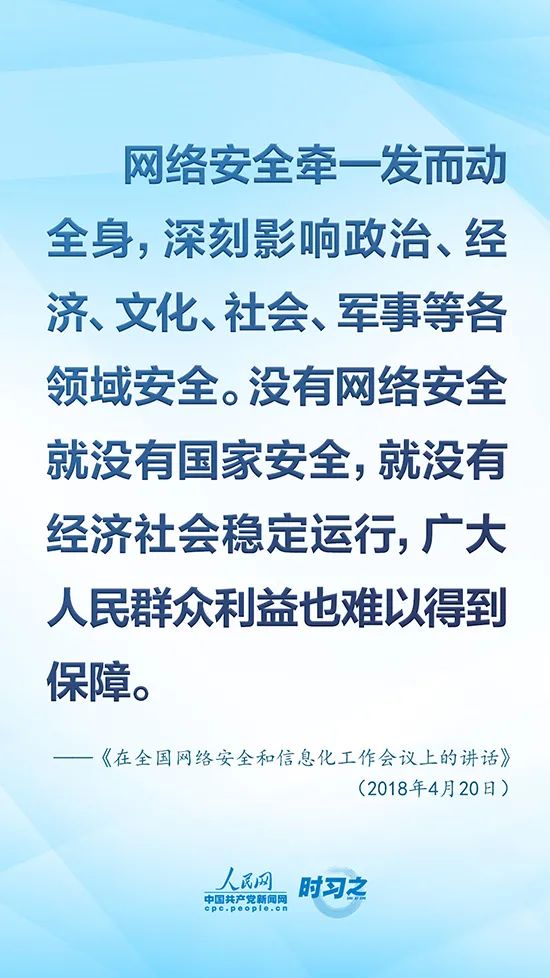 网络安全牵一发而动
全身，深刻影响政治、经
济、文化、社会、军事等各
领域安全。没有网络安全
就没有国家安全，就没有
经济社会稳定运行，广大
人民群众利益也难以得到
保障。
——《在全国网络安全和信息化工作会议上的讲话》
（2018年4月20日）
人民网
中国共产党新闻网
cpc.people.cn
时习之